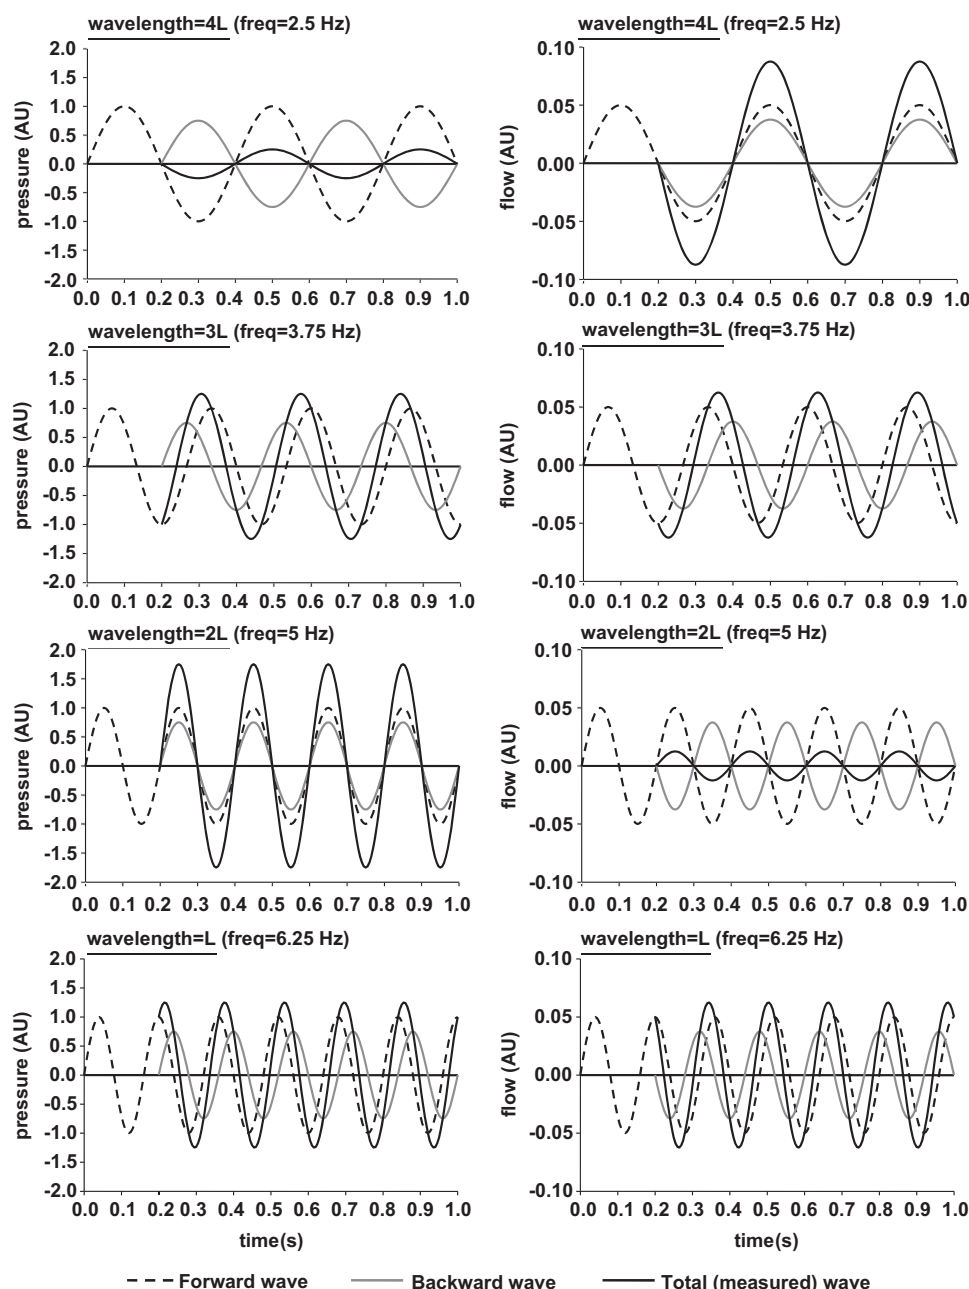 wavelength=4L (freq=2.5 Hz)
pressure (AU)
2.0
1.5
1.0
0.5
0.0
-0.5
-1.0
-1.5
-2.0
0.0 0.1 0.2 0.3 0.4 0.5 0.6 0.7 0.8 0.9 1.0
wavelength=4L (freq=2.5 Hz)
flow (AU)
0.10
0.05
0.00
-0.05
-0.10
0.0 0.1 0.2 0.3 0.4 0.5 0.6 0.7 0.8 0.9 1.0
wavelength=3L (freq=3.75 Hz)
pressure (AU)
2.0
1.5
1.0
0.5
0.0
-0.5
-1.0
-1.5
-2.0
0.0 0.1 0.2 0.3 0.4 0.5 0.6 0.7 0.8 0.9 1.0
wavelength=3L (freq=3.75 Hz)
flow (AU)
0.10
0.05
0.00
-0.05
-0.10
0.0 0.1 0.2 0.3 0.4 0.5 0.6 0.7 0.8 0.9 1.0
wavelength=2L (freq=5 Hz)
pressure (AU)
2.0
1.5
1.0
0.5
0.0
-0.5
-1.0
-1.5
-2.0
0.0 0.1 0.2 0.3 0.4 0.5 0.6 0.7 0.8 0.9 1.0
wavelength=2L (freq=5 Hz)
flow (AU)
0.10
0.05
0.00
-0.05
-0.10
0.0 0.1 0.2 0.3 0.4 0.5 0.6 0.7 0.8 0.9 1.0
wavelength=L (freq=6.25 Hz)
pressure (AU)
2.0
1.5
1.0
0.5
0.0
-0.5
-1.0
-1.5
-2.0
0.0 0.1 0.2 0.3 0.4 0.5 0.6 0.7 0.8 0.9 1.0
time(s)
wavelength=L (freq=6.25 Hz)
flow (AU)
0.10
0.05
0.00
-0.05
-0.10
0.0 0.1 0.2 0.3 0.4 0.5 0.6 0.7 0.8 0.9 1.0
time(s)
Forward wave Backward wave Total (measured) wave